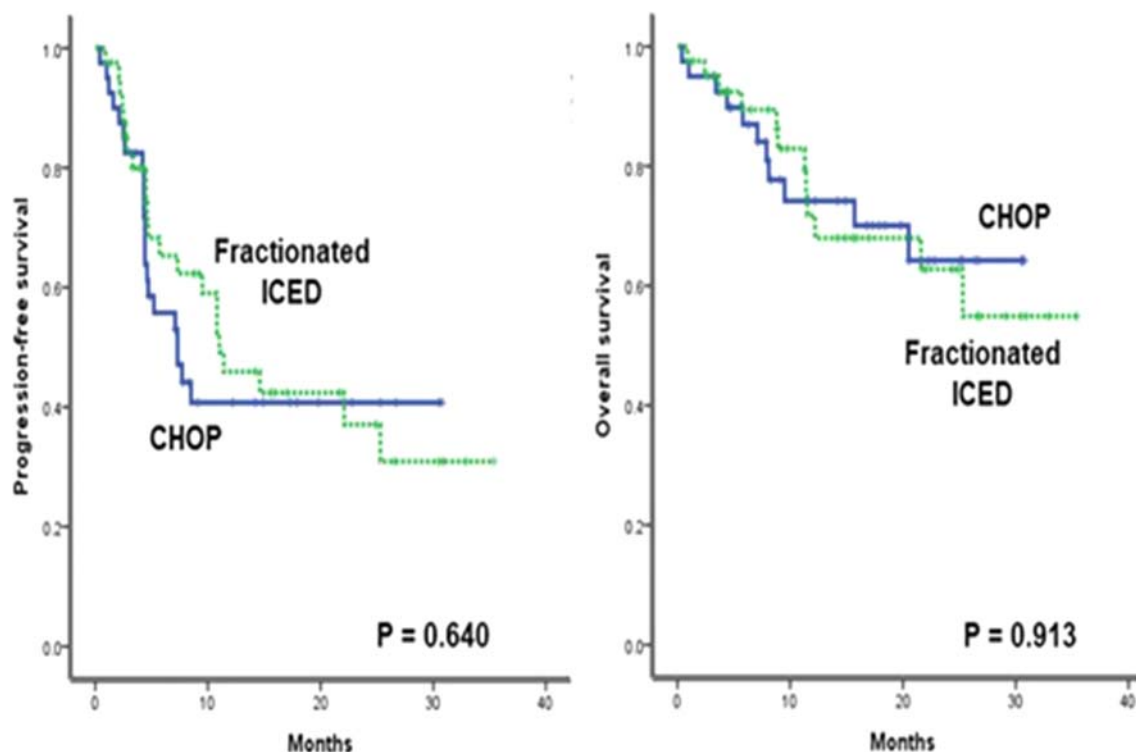 Progression-free survival
1.0
0.8
0.6
0.4
0.2
0.0
Fractionated
ICED
CHOP
P = 0.640
0 10 20 30 40
Months
Overall survival
1.0
0.8
0.6
0.4
0.2
0.0
CHOP
Fractionated
ICED
P = 0.913
0 10 20 30 40
Months